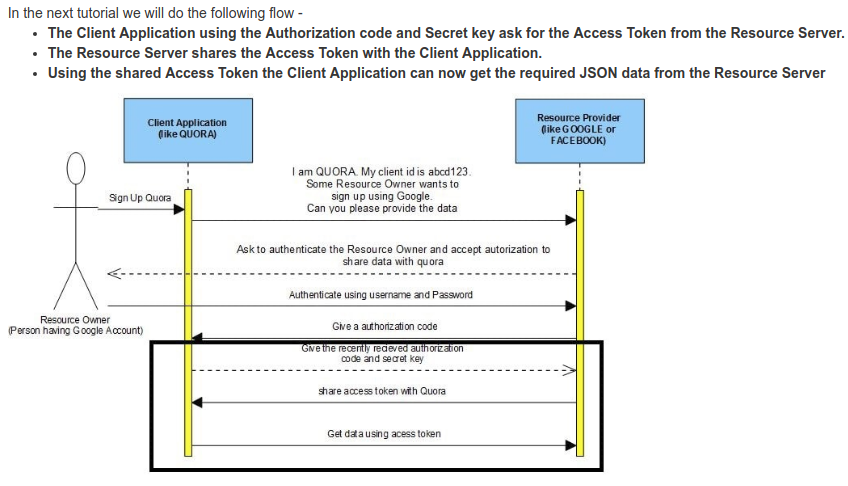 In the next tutorial we will do the following flow -
• The Client Application using the Authorization code and Secret key ask for the Access Token from the Resource Server.
• The Resource Server shares the Access Token with the Client Application.
• Using the shared Access Token the Client Application can now get the required JSON data from the Resource Server
Client Application
(like QUORA)
Resource Provider
(like GOOGLE or
FACEBOOK)
I am QUORA. My client id is abcd123.
Some Resource Owner wants to
sign up using Google.
Can you please provide the data
Sign Up Quora
Ask to authenticate the Resource Owner and accept autorization to
share data with quora
Authenticate using username and Password
Resource Owner
(Person having Google Account)
Give a authorization code
Give the recently recieved authorization
code and secret key
share access token with Quora
Get data using acess token